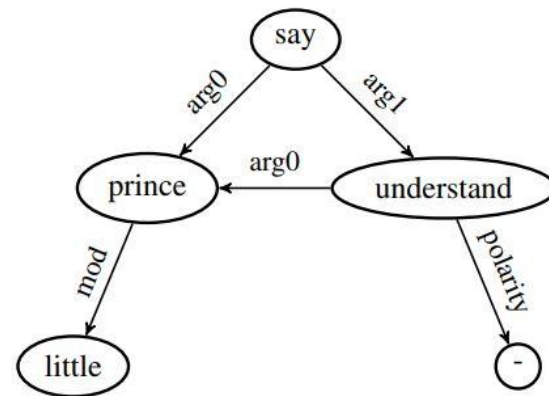 say
arg0
arg1
arg0
prince
understand
mod
polarity
little
-